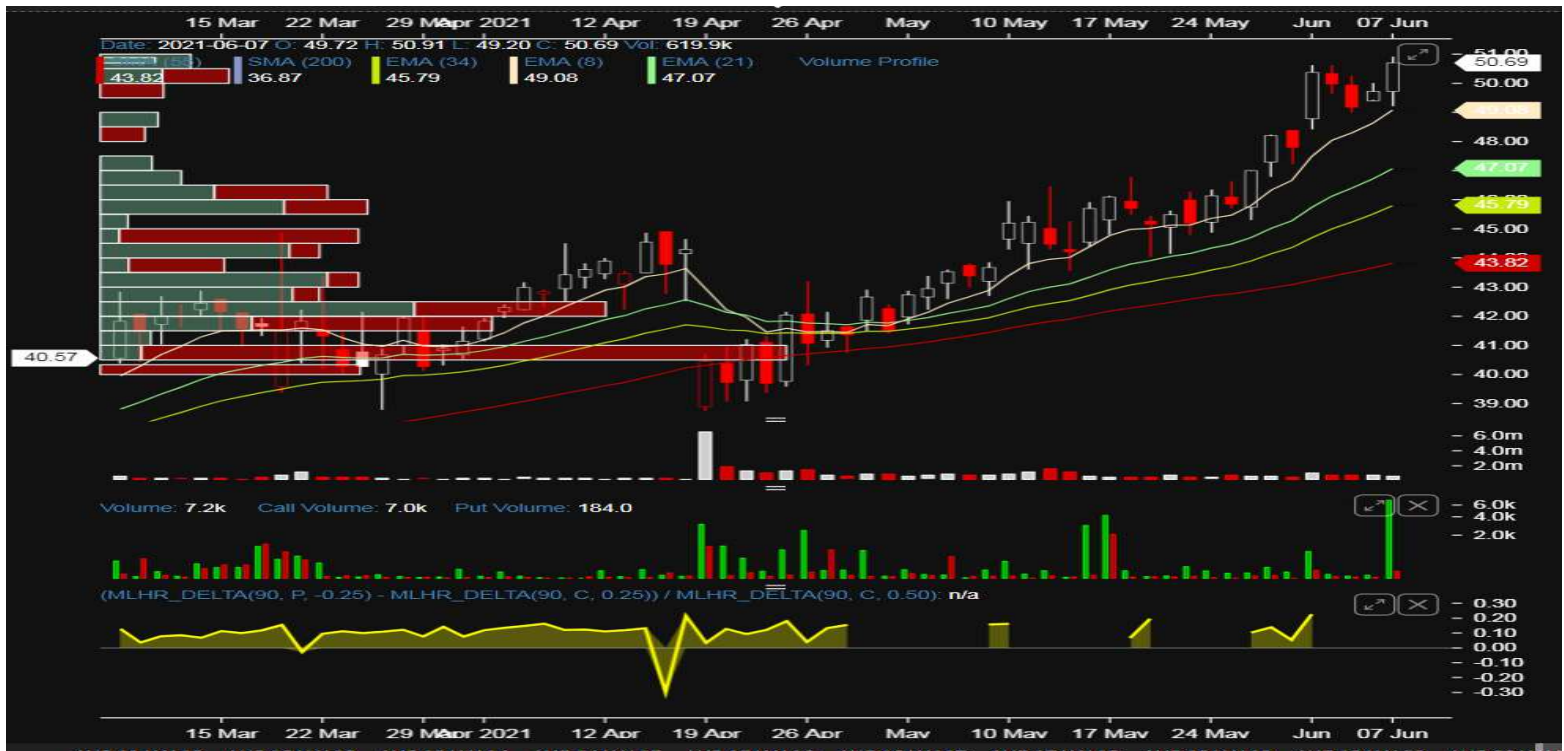 15 Mar 22 Mar 29 Mar Apr 2021 12 Apr 19 Apr 26 Apr May 10 May 17 May 24 May Jun 07 Jun
Date: 2021-06-07 O: 49.72 H: 50.91 L: 49.20 C: 50.69 Vol: 619.9k
(55) SMA (200) EMA (34) EMA (8) EMA (21) Volume Profile
43.82 36.87 45.79 49.08 47.07
51.00
50.69
50.00
49.08
48.00
47.07
45.79
45.00
43.82
43.00
42.00
41.00
40.57
40.00
39.00
6.0m
4.0m
2.0m
Volume: 7.2k Call Volume: 7.0k Put Volume: 184.0
6.0k
4.0k
2.0k
(MLHR_DELTA(90, P, -0.25) - MLHR_DELTA(90, C, 0.25)) / MLHR_DELTA(90, C, 0.50): n/a
0.30
0.20
0.10
0.00
-0.10
-0.20
-0.30
15 Mar 22 Mar 29 Mar Apr 2021 12 Apr 19 Apr 26 Apr May 10 May 17 May 24 May Jun 07 Jun